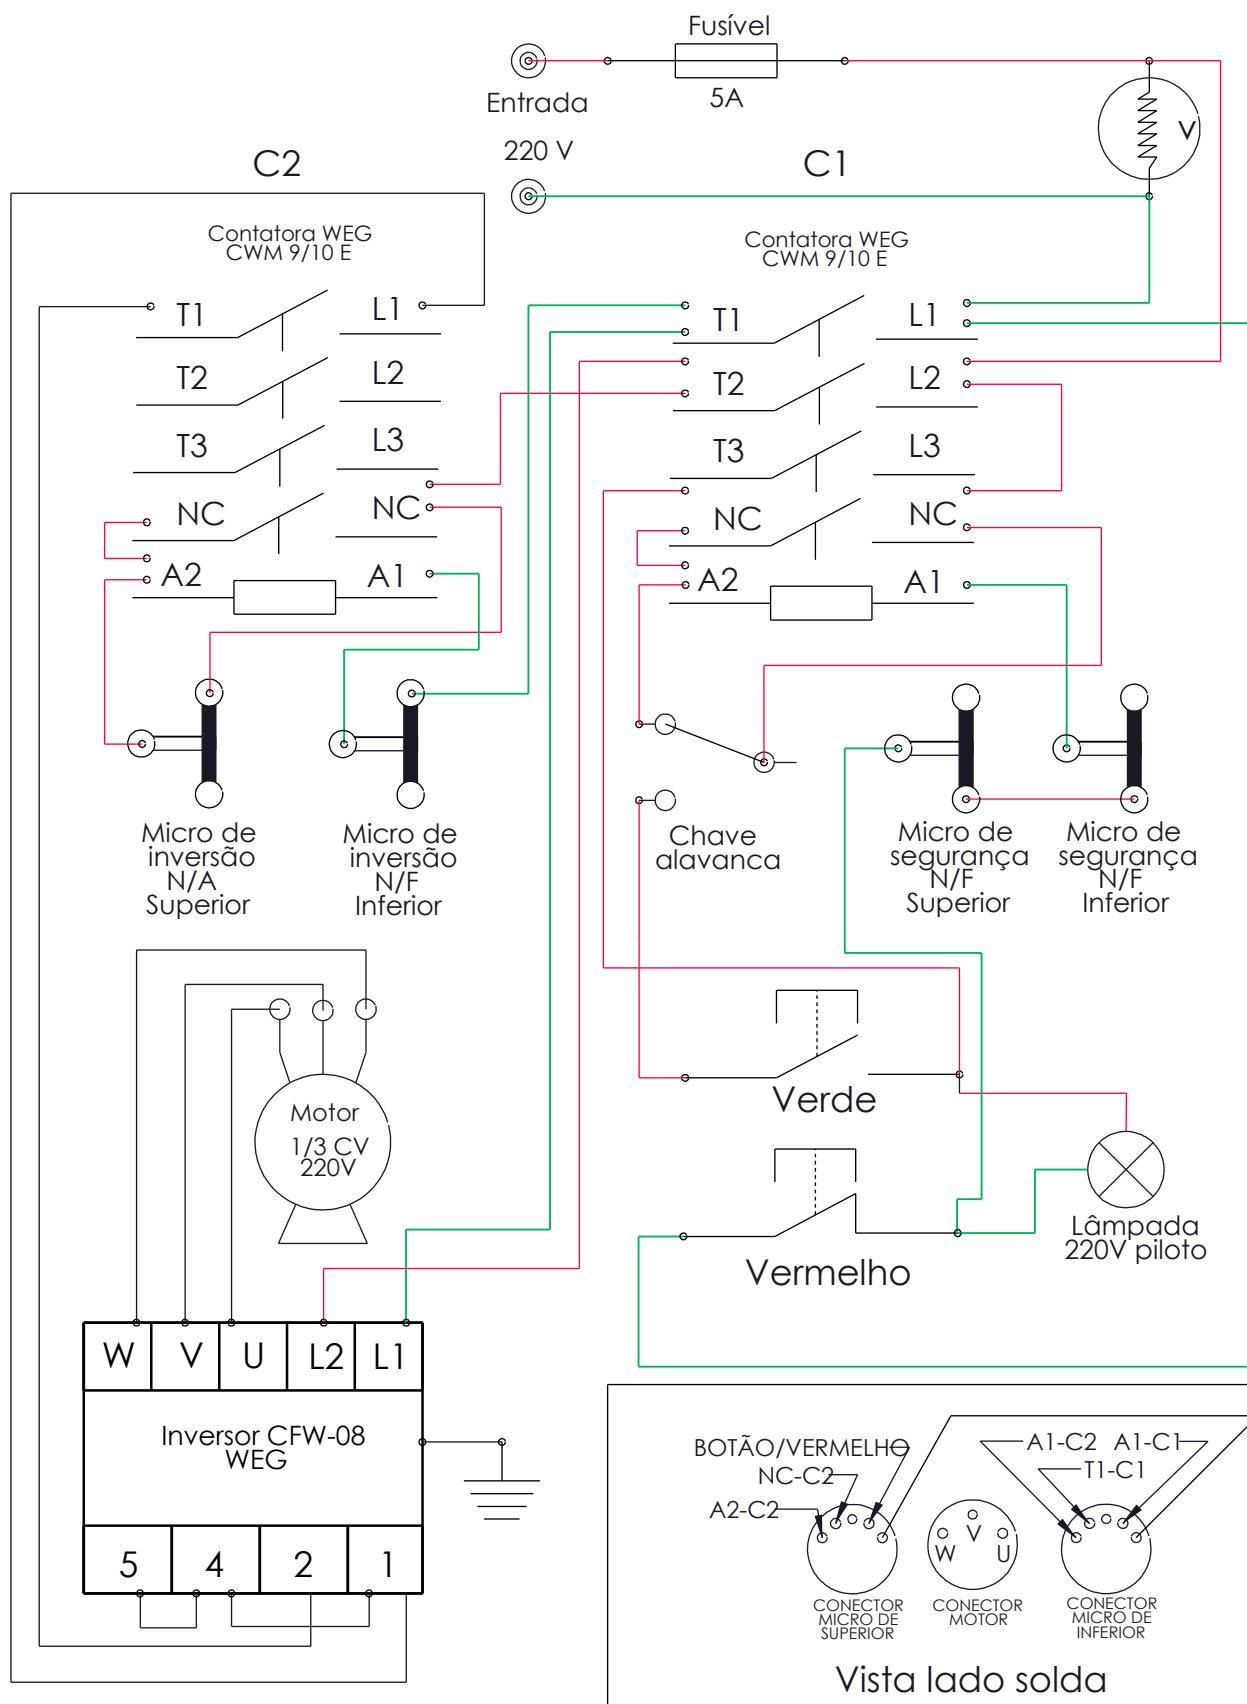 Fusível
5A
Entrada
220 V
V
C2
C1
Contatora WEG
CWM 9/10 E
Contatora WEG
CWM 9/10 E
T1
L1
T2
L2
T3
L3
NC
NC
A2
A1
T1
L1
T2
L2
T3
L3
NC
NC
A2
A1
Micro de
inversão
N/A
Superior
Micro de
inversão
N/F
Inferior
Chave
alavanca
Micro de
segurança
N/F
Superior
Micro de
segurança
N/F
Inferior
Motor
1/3 CV
220V
Verde
Vermelho
Lâmpada
220V piloto
W V U L2 L1
Inversor CFW-08
WEG
5 4 2 1
BOTÃO/VERMELHO
NC-C2
A2-C2
A1-C2 A1-C1
T1-C1
W V U
CONECTOR
MICRO DE
SUPERIOR
CONECTOR
MOTOR
CONECTOR
MICRO DE
INFERIOR
Vista lado solda